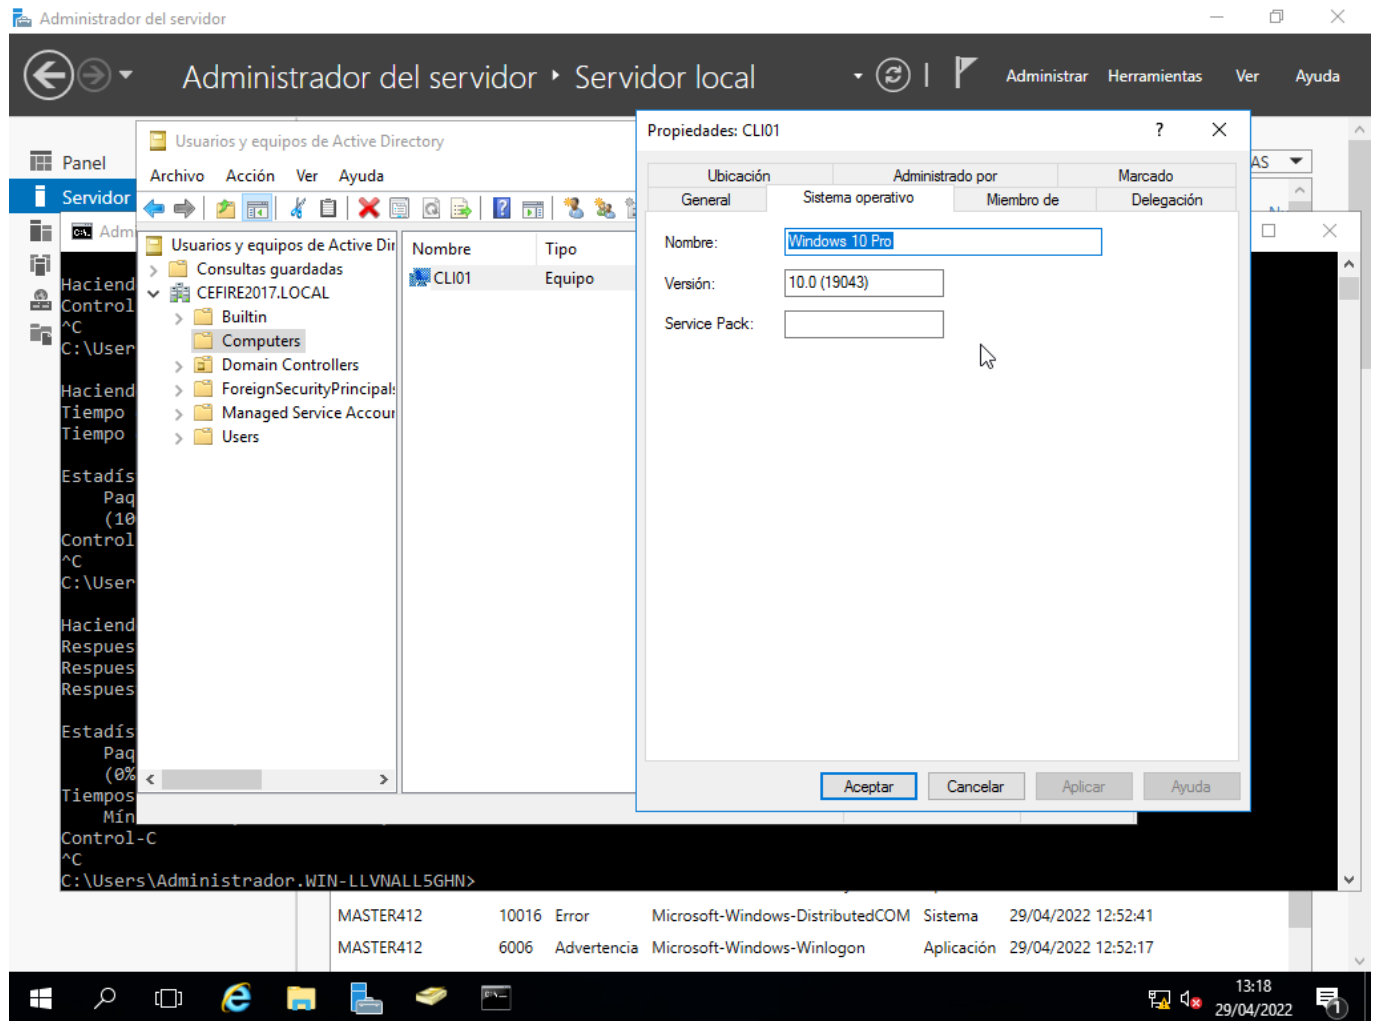 Administrador del servidor
Administrador del servidor ‣ Servidor local
Administrar Herramientas Ver Ayuda
Panel
Servidor
Usuarios y equipos de Active Directory
Archivo Acción Ver Ayuda
Usuarios y equipos de Active Dir
Consultas guardadas
CEFIRE2017.LOCAL
Builtin
Computers
Domain Controllers
ForeignSecurityPrincipals
Managed Service Accoun
Users
Nombre Tipo
CLI01 Equipo
Propiedades: CLI01
Ubicación Administrado por Marcado
General Sistema operativo Miembro de Delegación
Nombre: Windows 10 Pro
Versión: 10.0 (19043)
Service Pack:
Aceptar Cancelar Aplicar Ayuda
AS
Adm
Haciend
Control
^C
C:\User
Haciend
Tiempo
Tiempo
Estadís
Paq
(10
Control
^C
C:\User
Haciend
Respues
Respues
Respues
Estadís
Paq
(0%
Tiempos
Mín
Control-C
^C
C:\Users\Administrador.WIN-LLVNALL5GHN>
MASTER412 10016 Error Microsoft-Windows-DistributedCOM Sistema 29/04/2022 12:52:41
MASTER412 6006 Advertencia Microsoft-Windows-Winlogon Aplicación 29/04/2022 12:52:17
13:18
29/04/2022
1